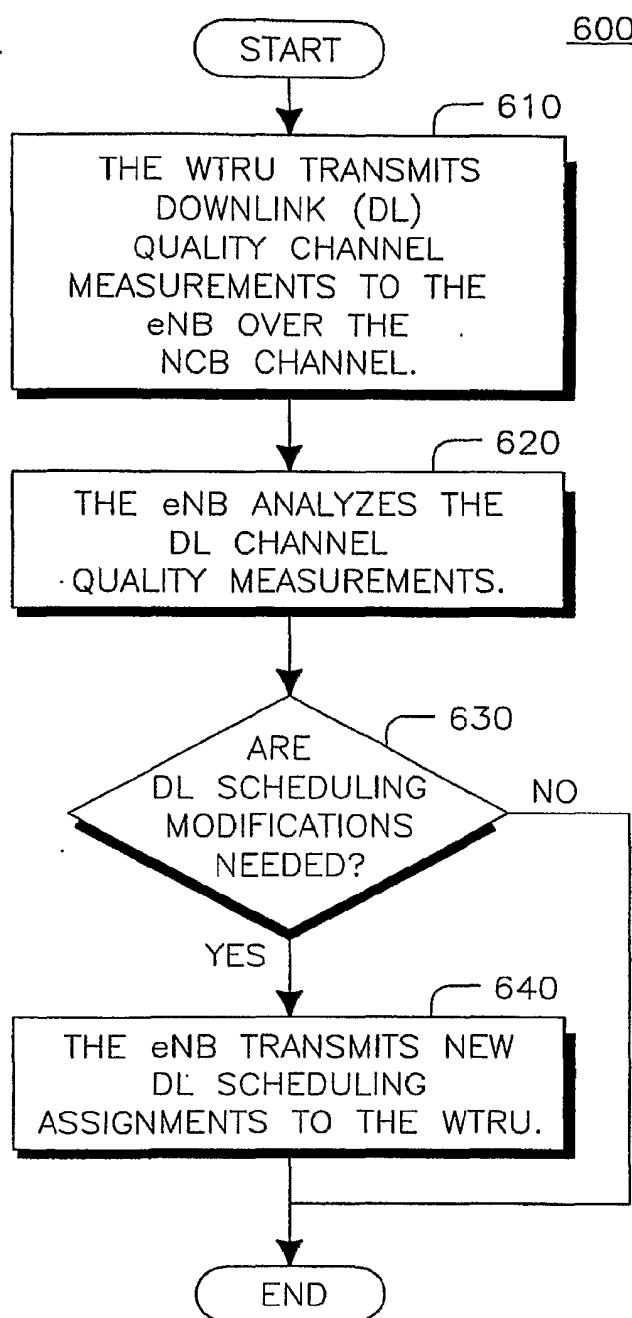 START
600
610
THE WTRU TRANSMITS
DOWNLINK (DL)
QUALITY CHANNEL
MEASUREMENTS TO THE
eNB OVER THE
NCB CHANNEL.
620
THE eNB ANALYZES THE
DL CHANNEL
QUALITY MEASUREMENTS.
630
ARE
DL SCHEDULING
MODIFICATIONS
NEEDED?
NO
YES
640
THE eNB TRANSMITS NEW
DL SCHEDULING
ASSIGNMENTS TO THE WTRU.
END